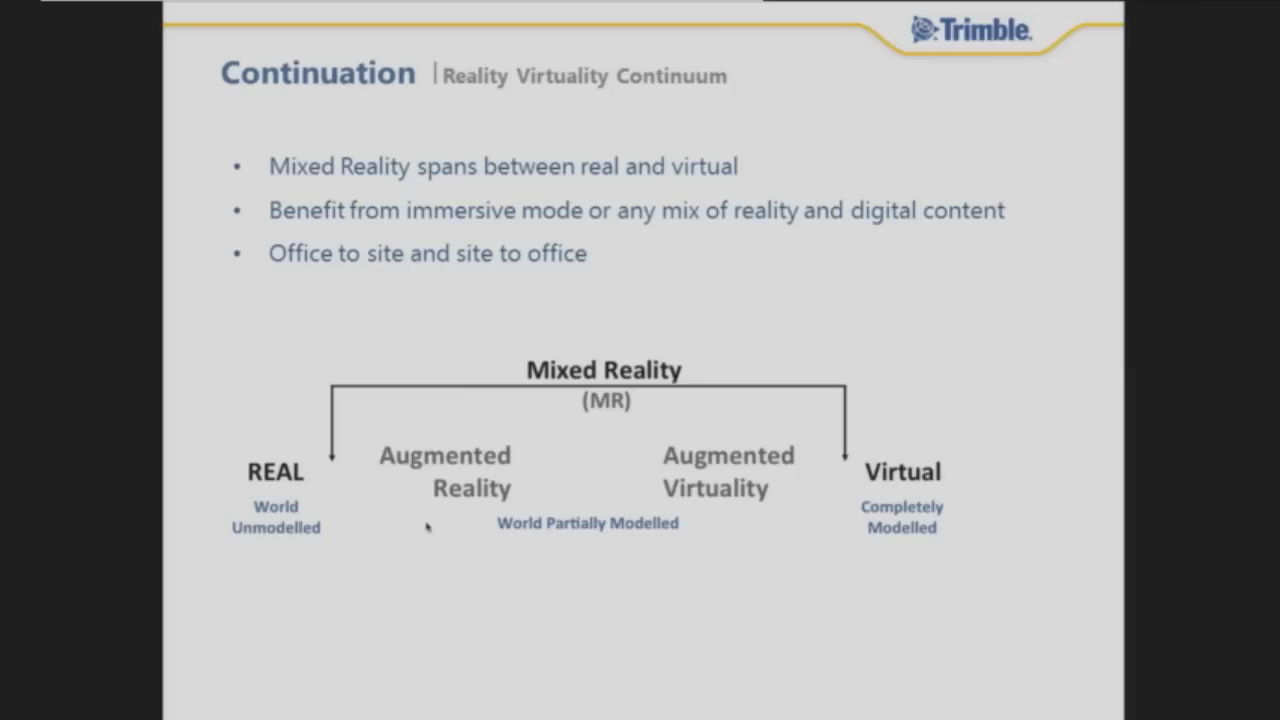 Trimble
Continuation | Reality Virtuality Continuum
• Mixed Reality spans between real and virtual
• Benefit from immersive mode or any mix of reality and digital content
• Office to site and site to office
Mixed Reality
(MR)
REAL
World
Unmodelled
Augmented
Reality
Augmented
Virtuality
World Partially Modelled
Virtual
Completely
Modelled